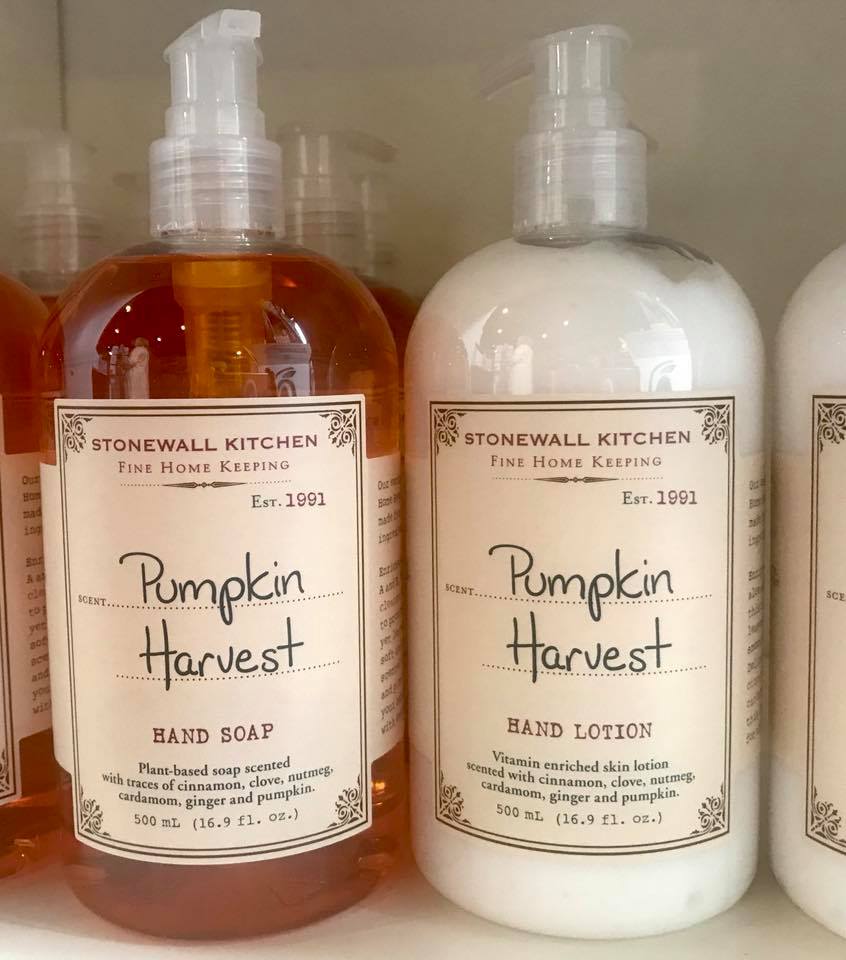 STONEWALL KITCHEN
FINE HOME KEEPING
EST. 1991
SCENT Pumpkin
Harvest
HAND SOAP
Plant-based soap scented
with traces of cinnamon, clove, nutmeg,
cardamom, ginger and pumpkin.
500 mL (16.9 fl. oz.)
STONEWALL KITCHEN
FINE HOME KEEPING
EST. 1991
SCENT Pumpkin
Harvest
HAND LOTION
Vitamin enriched skin lotion
scented with cinnamon, clove, nutmeg,
cardamom, ginger and pumpkin.
500 mL (16.9 fl. oz.)